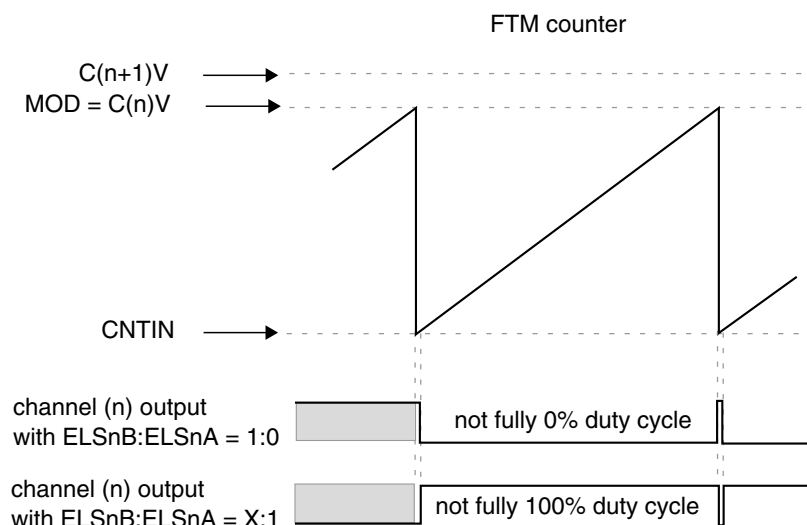 FTM counter
C(n+1)V
MOD = C(n)V
CNTIN
channel (n) output
with ELSnB:ELSnA = 1:0
not fully 0% duty cycle
channel (n) output
with ELSnB:ELSnA = X:1
not fully 100% duty cycle